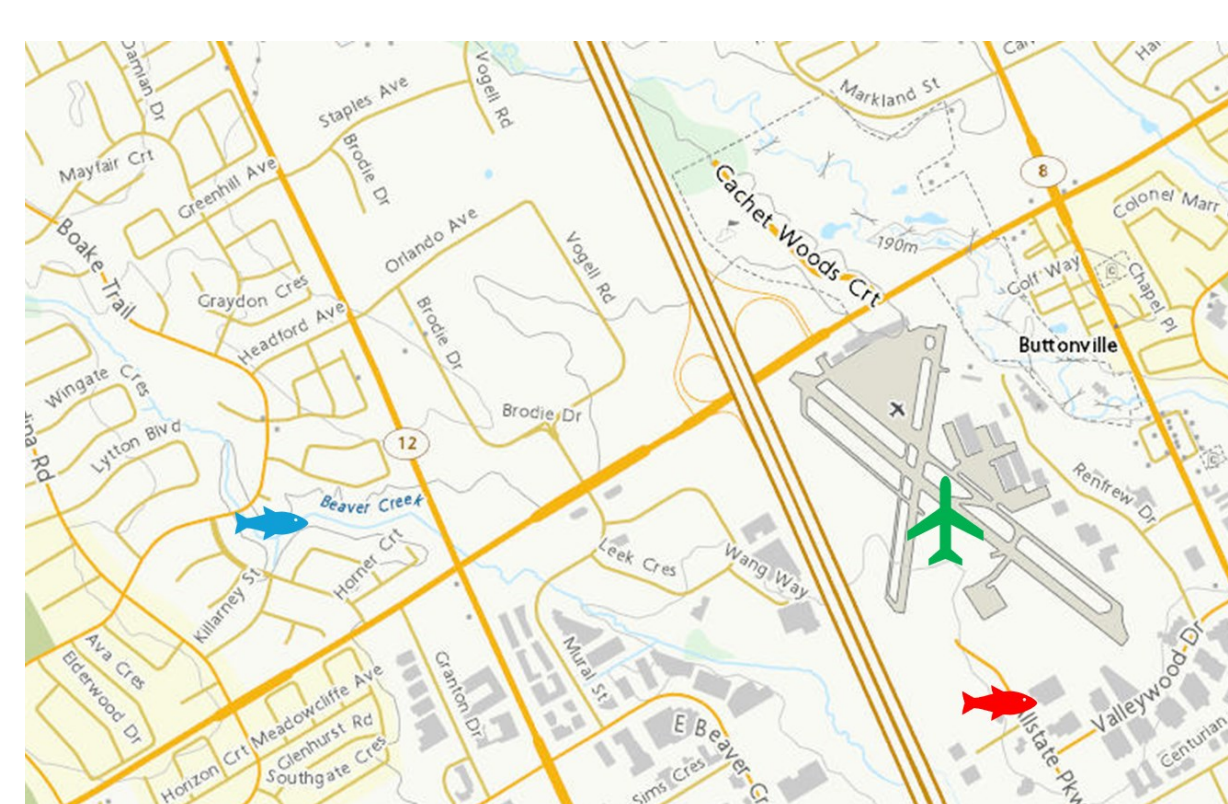 Damian Dr
Staples Ave
Vogell Rd
Markland St
8
Mayfair Crt
Greenhill Ave
Brodie Dr
Cachet Woods Crt
Colonel Marr
Boake Trail
Orlando Ave
Vogell Rd
190m
Golf Way
C
Chapel Pl
Graydon Cres
Headford Ave
Brodie Dr
Buttonville
Wingate Cres
Brodie Dr
Lytton Blvd
12
C
Renfrew Dr
Beaver Creek
Leek Cres
Wang Way
Horner Crt
Killarney St
Ava Cres
Elderwood Dr
Granton Dr
Mural St
Valleywood Dr
Horizon Crt
Meadowcliffe Ave
Glenhurst Rd
Southgate Cres
E Beaver
Sims Cres
Centurian